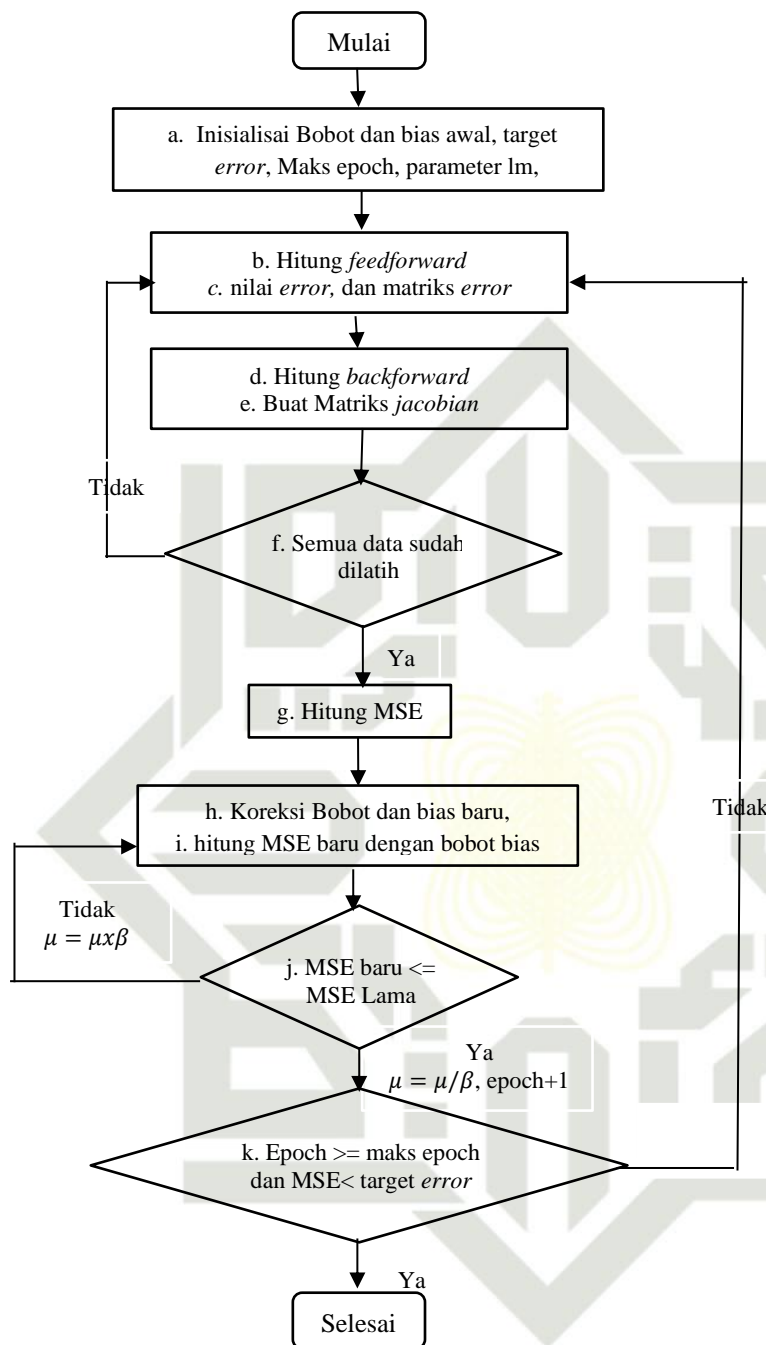 Mulai
a. Inisialisai Bobot dan bias awal, target
error, Maks epoch, parameter lm,
b. Hitung feedforward
c. nilai error, dan matriks error
d. Hitung backforward
e. Buat Matriks jacobian
Tidak
f. Semua data sudah
dilatih
Ya
g. Hitung MSE
h. Koreksi Bobot dan bias baru,
i. hitung MSE baru dengan bobot bias
Tidak
Tidak
𝜇 = 𝜇𝑥𝛽
j. MSE baru <=
MSE Lama
Ya
𝜇 = 𝜇/𝛽, epoch+1
k. Epoch >= maks epoch
dan MSE< target error
Ya
Selesai